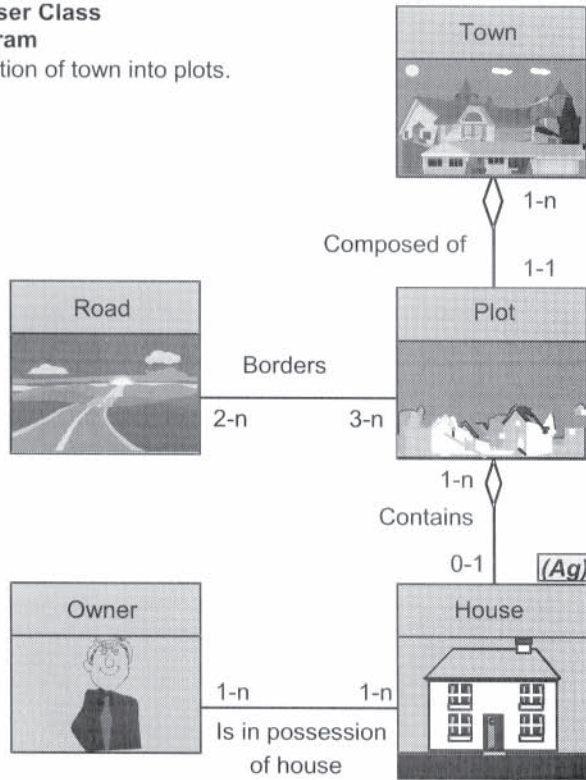 ser Class
ram
tion of town into plots.
Town
1-n
Composed of
1-1
Road
Plot
Borders
2-n
3-n
1-n
Contains
0-1
(Ag)
Owner
House
1-n
1-n
Is in possession
of house